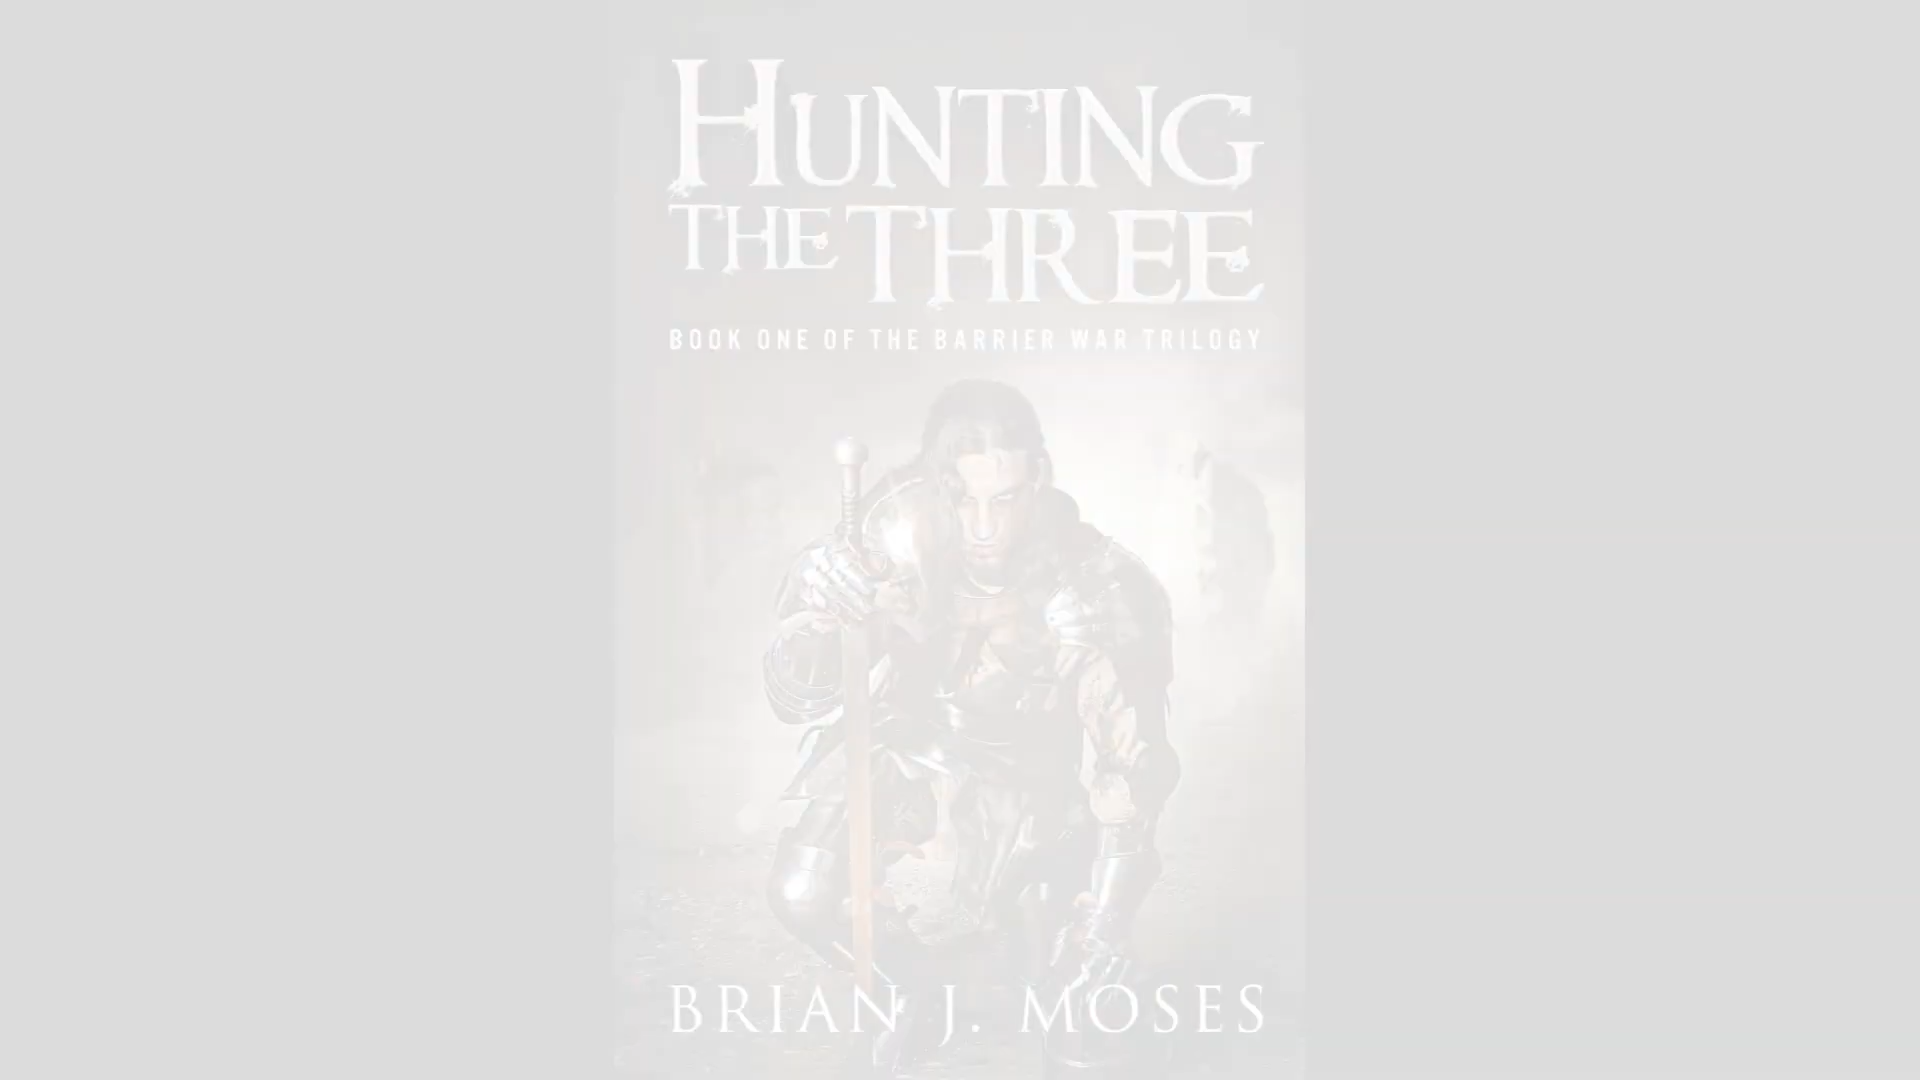 HUNTING
THE THREE
BOOK ONE OF THE BARRIER WAR TRILOGY
BRIAN J. MOSES